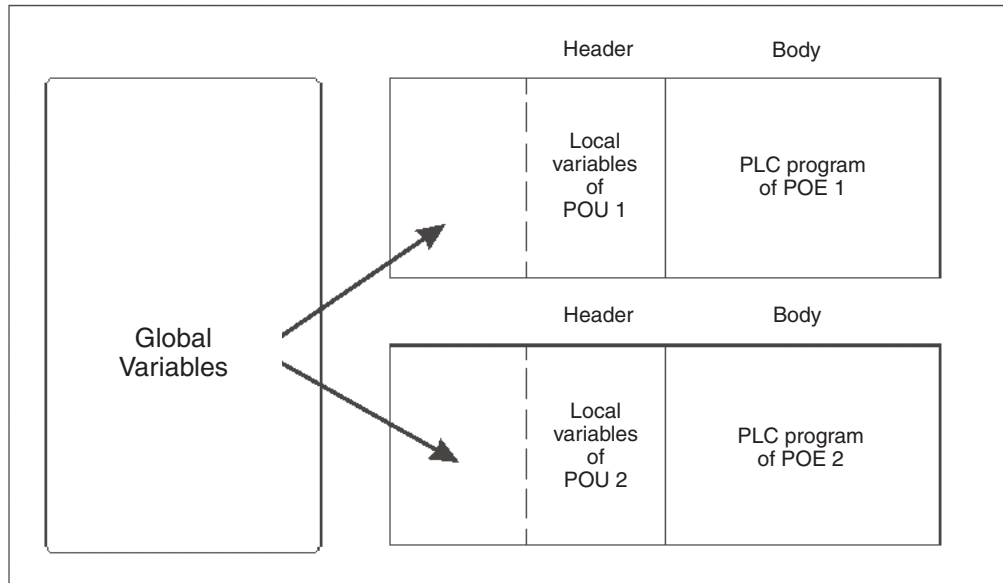 Header
Body
Local
variables
of
POU 1
PLC program
of POE 1
Global
Variables
Header
Body
Local
variables
of
POU 2
PLC program
of POE 2